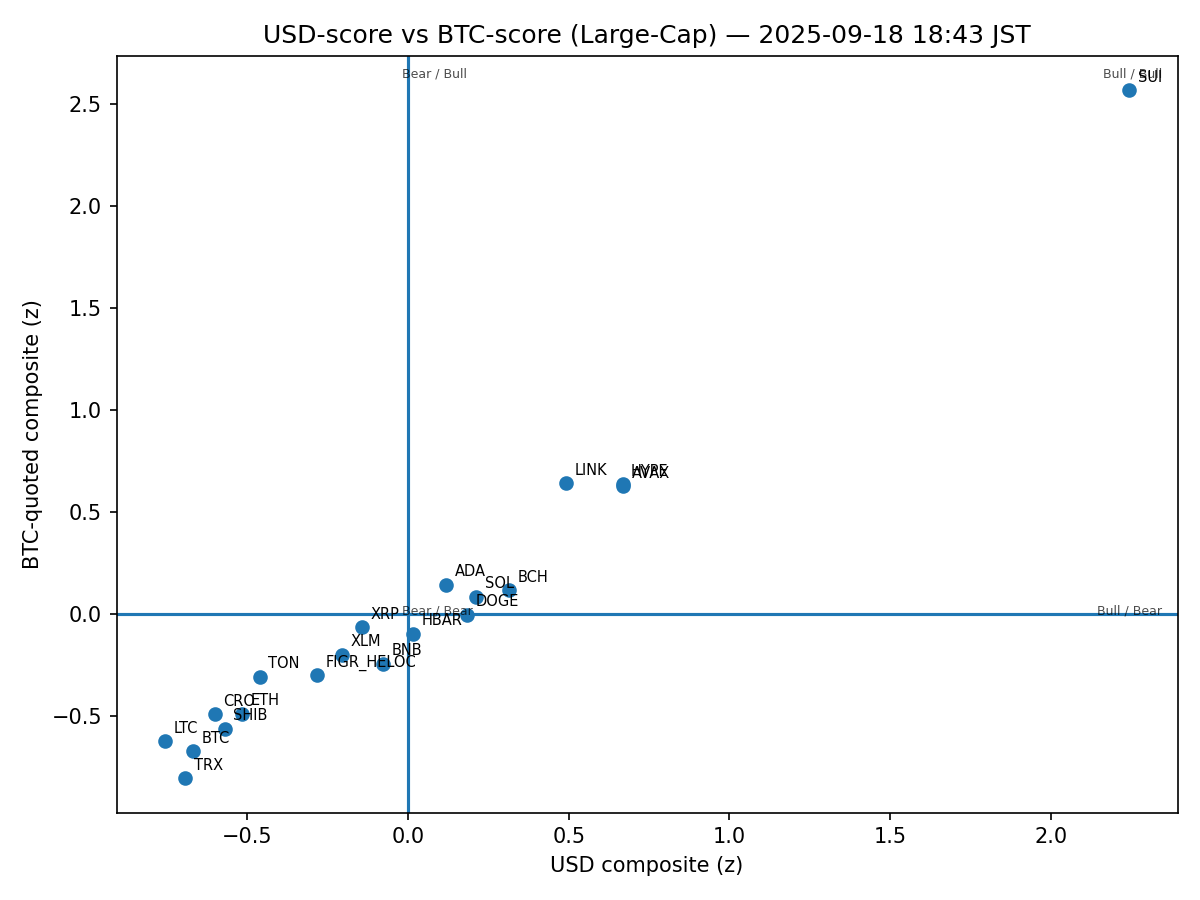 USD-score vs BTC-score (Large-Cap) — 2025-09-18 18:43 JST
Bear / Bull
Bull / Bull
SUI
2.5
2.0
1.5
1.0
0.5
0.0
−0.5
BTC-quoted composite (z)
LINK
HYPE
AVAX
ADA
SOL
BCH
DOGE
XRP
Bear / Bear
Bull / Bear
HBAR
XLM
BNB
TON
FIGR_HELOC
CRO
ETH
SHIB
LTC
BTC
TRX
−0.5
0.0
0.5
1.0
1.5
2.0
USD composite (z)